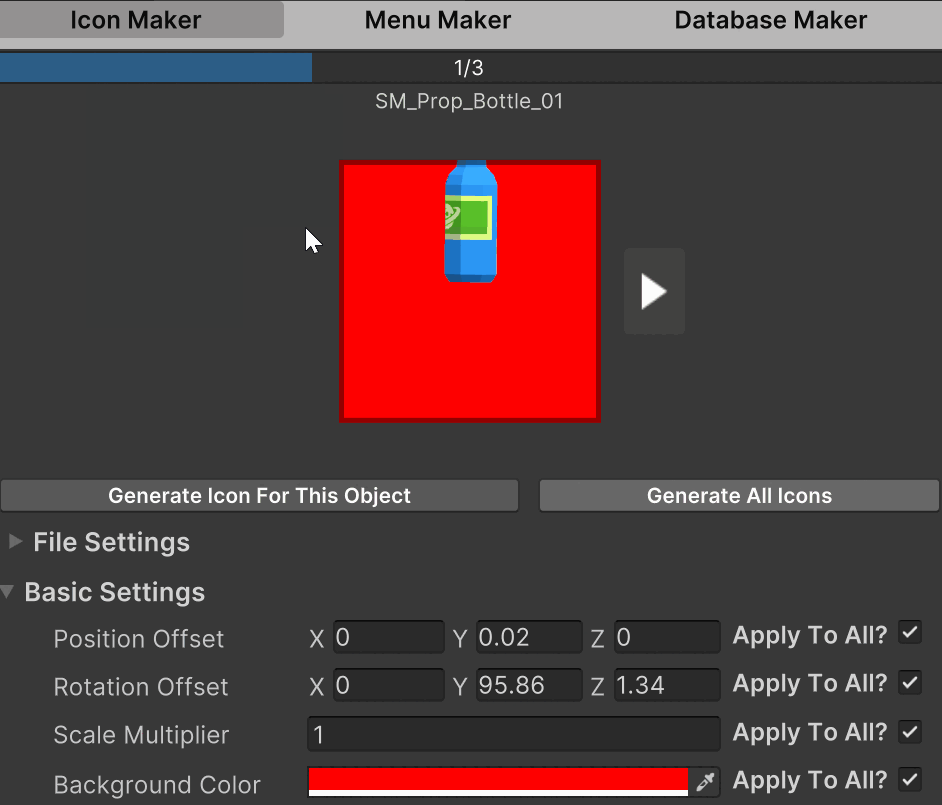 Icon Maker Menu Maker Database Maker
1/3
SM_Prop_Bottle_01
Generate Icon For This Object Generate All Icons
File Settings
Basic Settings
Position Offset X 0 Y 0.02 Z 0 Apply To All?
Rotation Offset X 0 Y 95.86 Z 1.34 Apply To All?
Scale Multiplier 1 Apply To All?
Background Color Apply To All?